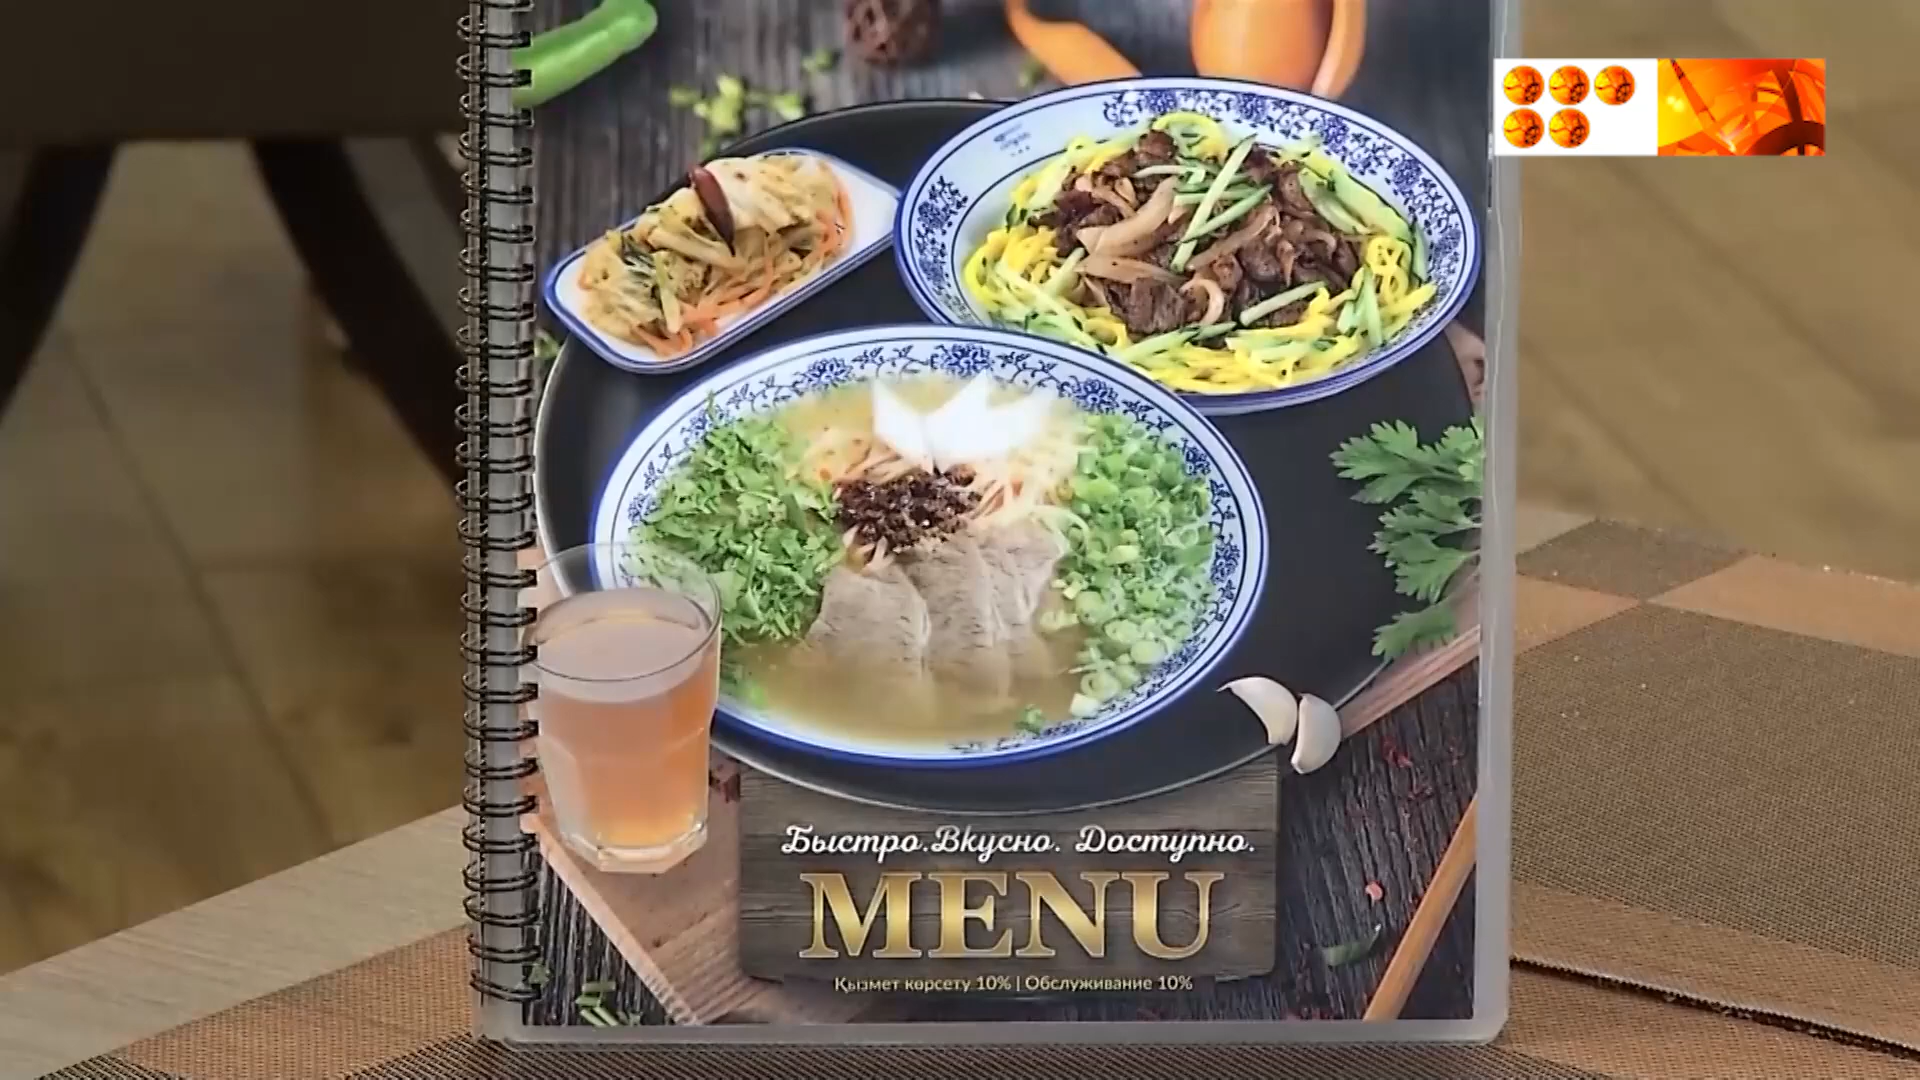 Быстро.Вкусно. Доступно.
MENU
Қызмет көрсету 10% | Обслуживание 10%